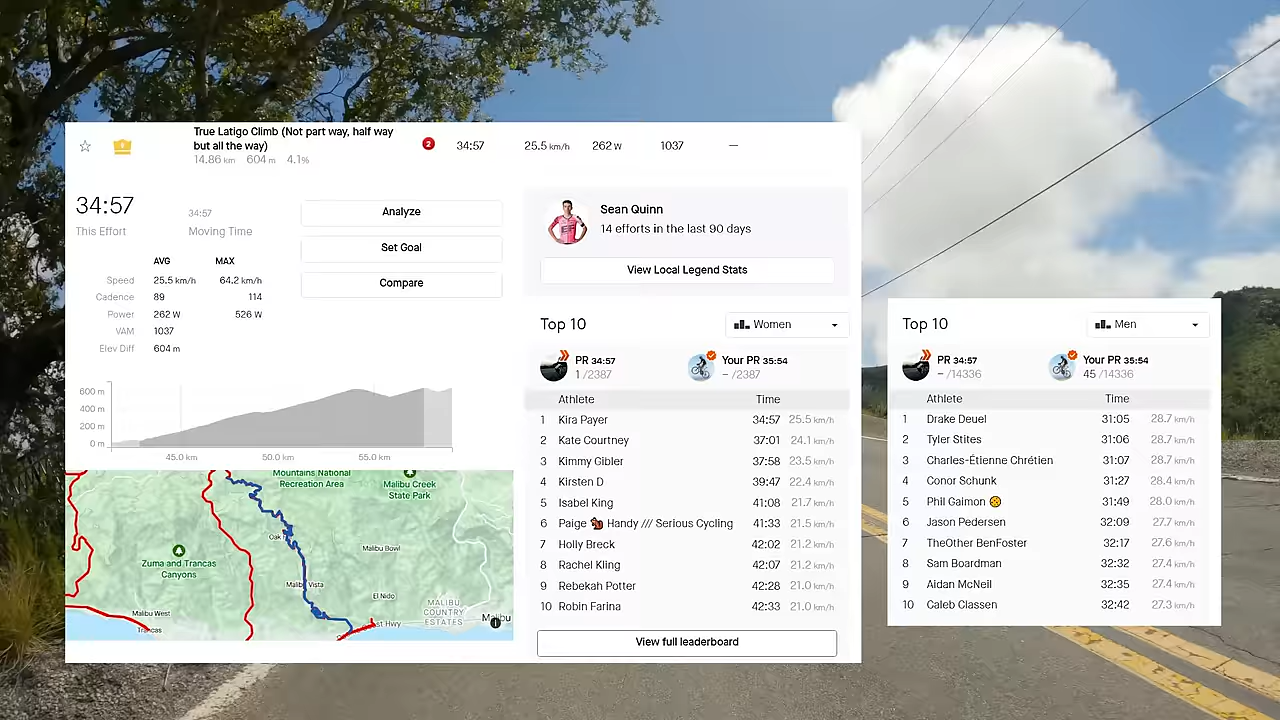 True Latigo Climb (Not part way, half way
but all the way)
14.86 km 604 m 4.1%
2 34:57 25.5 km/h 262 W 1037 —
34:57
This Effort
34:57
Moving Time
AVG MAX
Speed 25.5 km/h 64.2 km/h
Cadence 89 114
Power 262 W 526 W
VAM 1037
Elev Diff 604 m
Analyze
Set Goal
Compare
600 m
400 m
200 m
0 m
45.0 km 50.0 km 55.0 km
Mountains National
Recreation Area
Malibu Creek
State Park
Oak
Malibu Bowl
Zuma and Trancas
Canyons
Malibu Vista
El Nido
MALIBU
COUNTRY
ESTATES
Malibu West
Trancas
st Hwy
Malibu
Sean Quinn
14 efforts in the last 90 days
View Local Legend Stats
Top 10 Women
PR 34:57
1 /2387
Your PR 35:54
– /2387
Athlete Time
1 Kira Payer 34:57 25.5 km/h
2 Kate Courtney 37:01 24.1 km/h
3 Kimmy Gibler 37:58 23.5 km/h
4 Kirsten D 39:47 22.4 km/h
5 Isabel King 41:08 21.7 km/h
6 Paige 🐿 Handy /// Serious Cycling 41:33 21.5 km/h
7 Holly Breck 42:02 21.2 km/h
8 Rachel Kling 42:07 21.2 km/h
9 Rebekah Potter 42:28 21.0 km/h
10 Robin Farina 42:33 21.0 km/h
View full leaderboard
Top 10 Men
PR 34:57
– /14336
Your PR 35:54
45 /14336
Athlete Time
1 Drake Deuel 31:05 28.7 km/h
2 Tyler Stites 31:06 28.7 km/h
3 Charles-Étienne Chrétien 31:07 28.7 km/h
4 Conor Schunk 31:27 28.4 km/h
5 Phil Gaimon 🍪 31:49 28.0 km/h
6 Jason Pedersen 32:09 27.7 km/h
7 TheOther BenFoster 32:17 27.6 km/h
8 Sam Boardman 32:32 27.4 km/h
9 Aidan McNeil 32:35 27.4 km/h
10 Caleb Classen 32:42 27.3 km/h